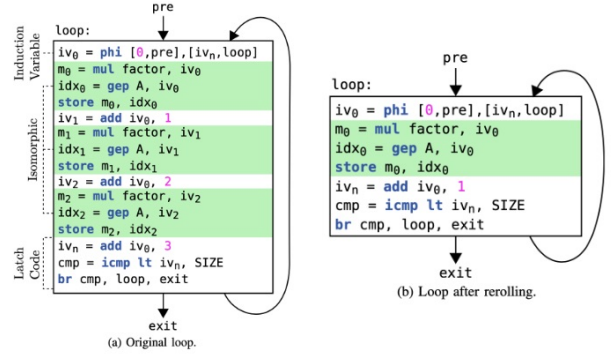 pre
loop:
Induction
Variable
iv₀ = phi [0,pre],[ivₙ,loop]
Isomorphic
m₀ = mul factor, iv₀
idx₀ = gep A, iv₀
store m₀, idx₀
iv₁ = add iv₀, 1
m₁ = mul factor, iv₁
idx₁ = gep A, iv₁
store m₁, idx₁
iv₂ = add iv₀, 2
m₂ = mul factor, iv₂
idx₂ = gep A, iv₂
store m₂, idx₂
Latch
Code
ivₙ = add iv₀, 3
cmp = icmp lt ivₙ, SIZE
br cmp, loop, exit
exit
(a) Original loop.
pre
loop:
iv₀ = phi [0,pre],[ivₙ,loop]
m₀ = mul factor, iv₀
idx₀ = gep A, iv₀
store m₀, idx₀
ivₙ = add iv₀, 1
cmp = icmp lt ivₙ, SIZE
br cmp, loop, exit
exit
(b) Loop after rerolling.